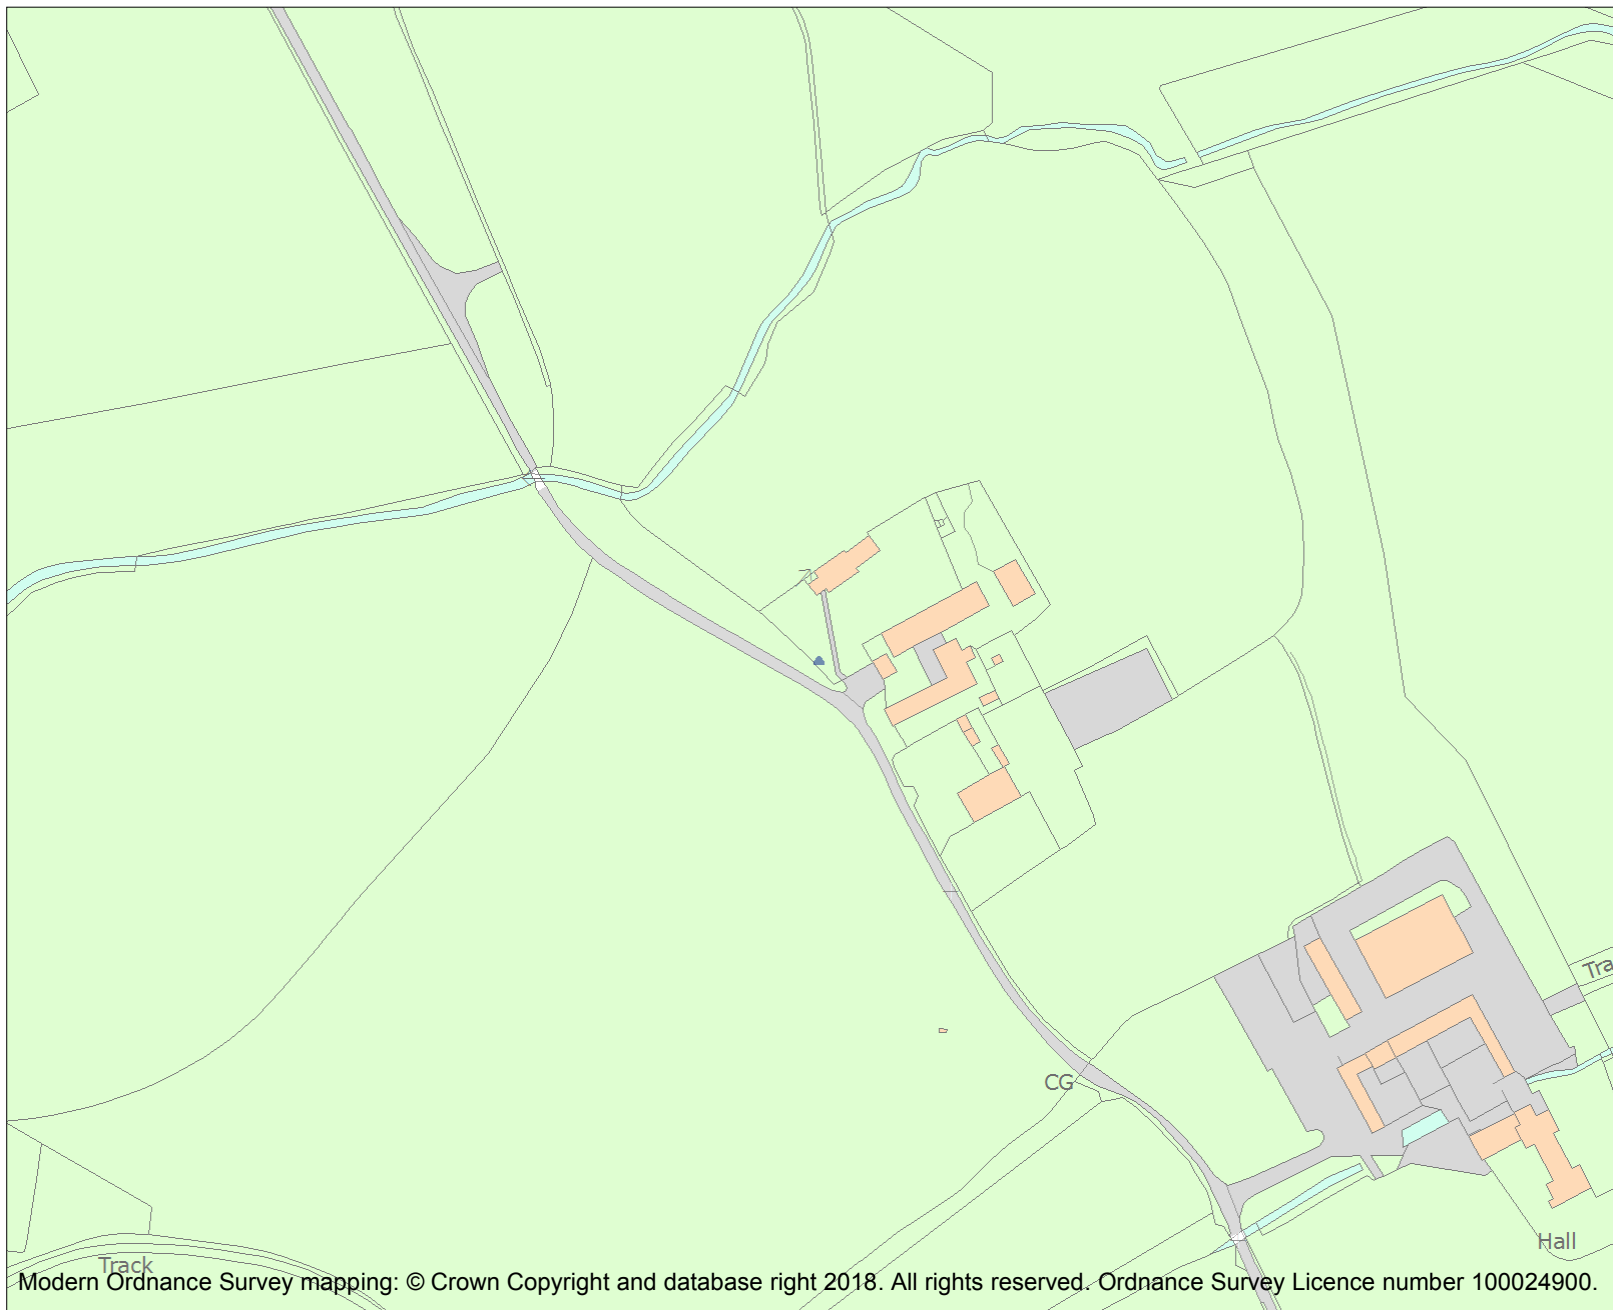 Tra
CG
Hall
Track
Modern Ordnance Survey mapping: © Crown Copyright and database right 2018. All rights reserved. Ordnance Survey Licence number 100024900.